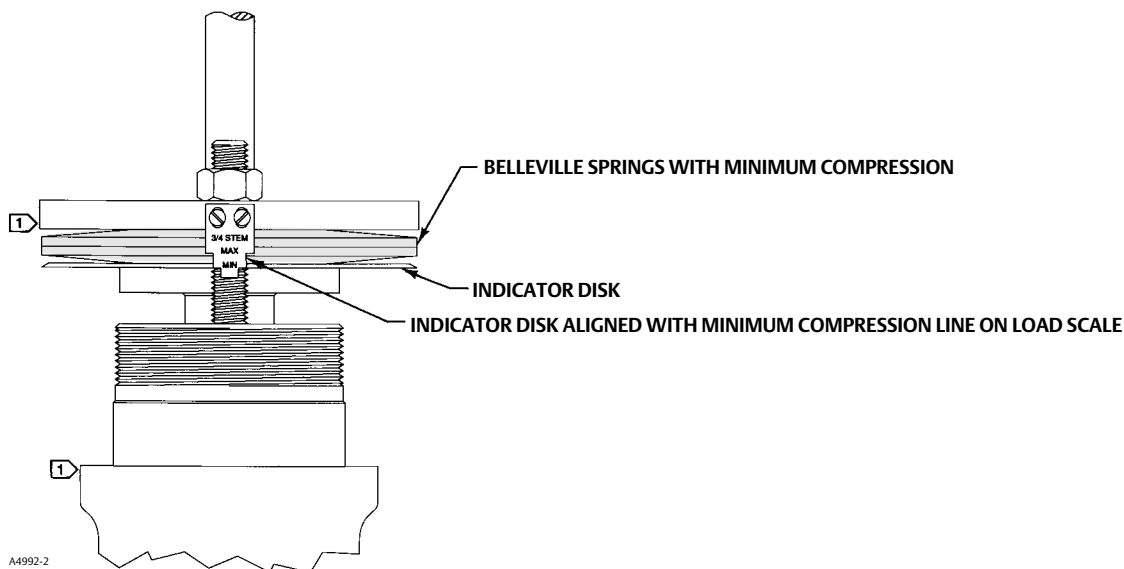 BELLEVILLE SPRINGS WITH MINIMUM COMPRESSION
1
3/4 STEM
MAX
MIN
INDICATOR DISK
INDICATOR DISK ALIGNED WITH MINIMUM COMPRESSION LINE ON LOAD SCALE
1
A4992-2